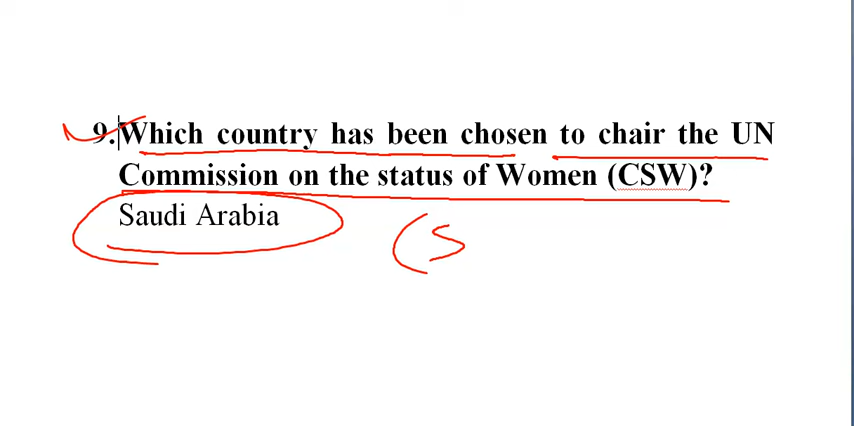 9. Which country has been chosen to chair the UN
Commission on the status of Women (CSW)?
Saudi Arabia
(S